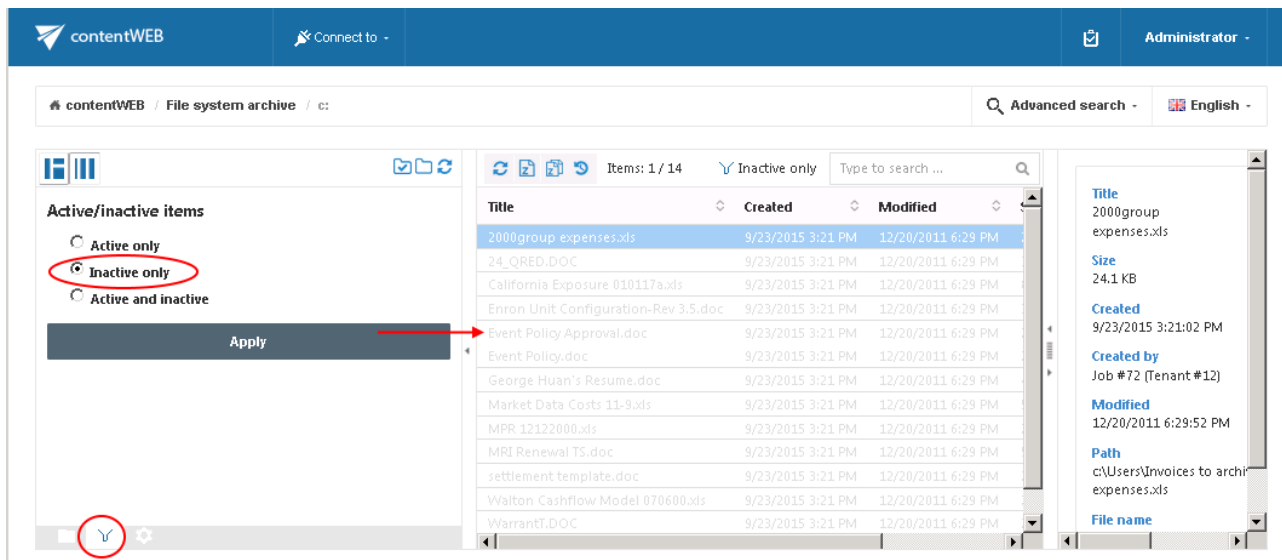 contentWEB
Connect to
Administrator
contentWEB / File system archive / c:
Advanced search
English
Active/inactive items
Active only
Inactive only
Active and inactive
Apply
Items: 1 / 14
Inactive only
Type to search ...
Title Created Modified
2000group expenses.xls 9/23/2015 3:21 PM 12/20/2011 6:29 PM
24_QRED.DOC 9/23/2015 3:21 PM 12/20/2011 6:29 PM
California Exposure 010117a.xls 9/23/2015 3:21 PM 12/20/2011 6:29 PM
Enron Unit Configuration-Rev 3.5.doc 9/23/2015 3:21 PM 12/20/2011 6:29 PM
Event Policy Approval.doc 9/23/2015 3:21 PM 12/20/2011 6:29 PM
Event Policy.doc 9/23/2015 3:21 PM 12/20/2011 6:29 PM
George Huan's Resume.doc 9/23/2015 3:21 PM 12/20/2011 6:29 PM
Market Data Costs 11-9.xls 9/23/2015 3:21 PM 12/20/2011 6:29 PM
MPR 12122000.xls 9/23/2015 3:21 PM 12/20/2011 6:29 PM
MRI Renewal TS.doc 9/23/2015 3:21 PM 12/20/2011 6:29 PM
settlement template.doc 9/23/2015 3:21 PM 12/20/2011 6:29 PM
Walton Cashflow Model 070600.xls 9/23/2015 3:21 PM 12/20/2011 6:29 PM
WarrantT.DOC 9/23/2015 3:21 PM 12/20/2011 6:29 PM
Title
2000group
expenses.xls
Size
24.1 KB
Created
9/23/2015 3:21:02 PM
Created by
Job #72 (Tenant #12)
Modified
12/20/2011 6:29:52 PM
Path
c:\Users\Invoices to archi
expenses.xls
File name